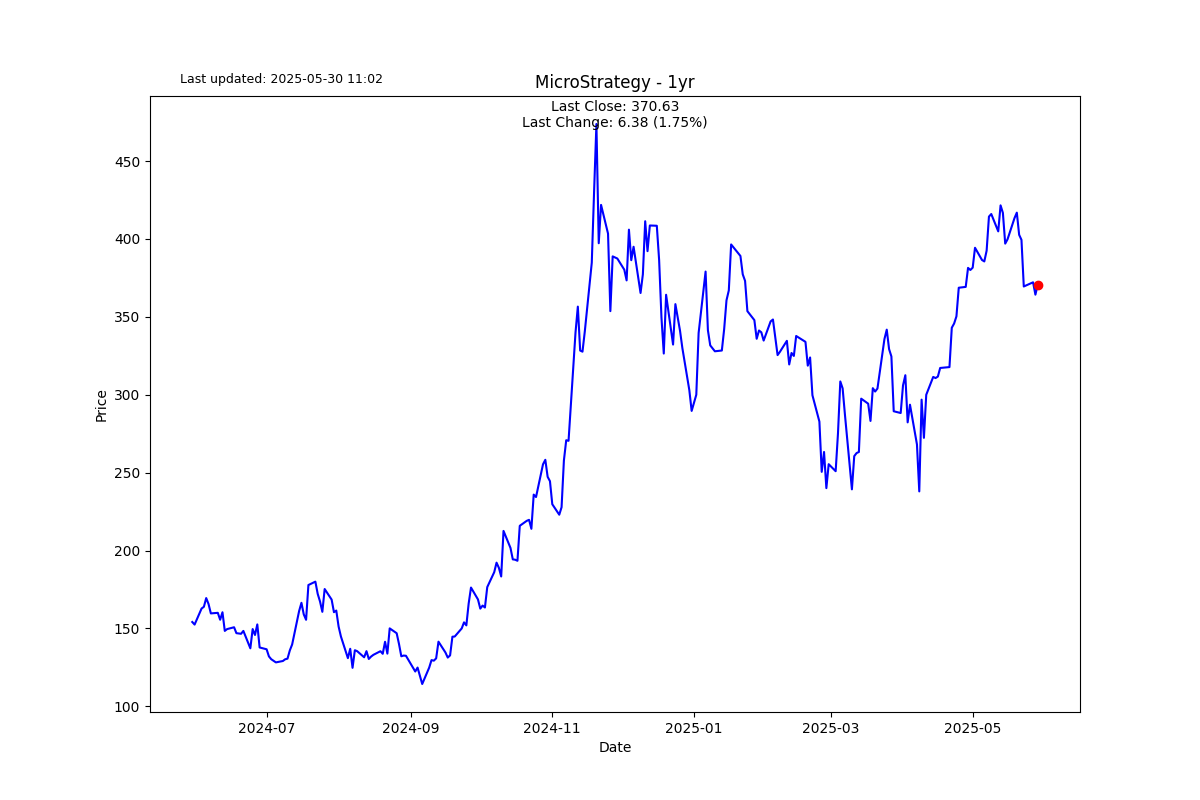 Last updated: 2025-05-30 11:02
MicroStrategy - 1yr
Last Close: 370.63
Last Change: 6.38 (1.75%)
450
400
350
300
250
200
150
100
Price
2024-07 2024-09 2024-11 2025-01 2025-03 2025-05
Date